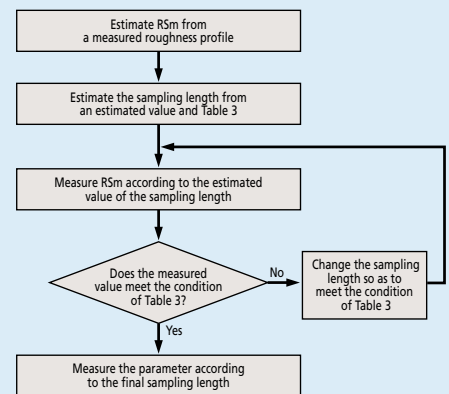 Estimate RSm from
a measured roughness profile
Estimate the sampling length from
an estimated value and Table 3
Measure RSm according to the estimated
value of the sampling length
Does the measured
value meet the condition
of Table 3?
No
Change the sampling
length so as to
meet the condition
of Table 3
Yes
Measure the parameter according
to the final sampling length